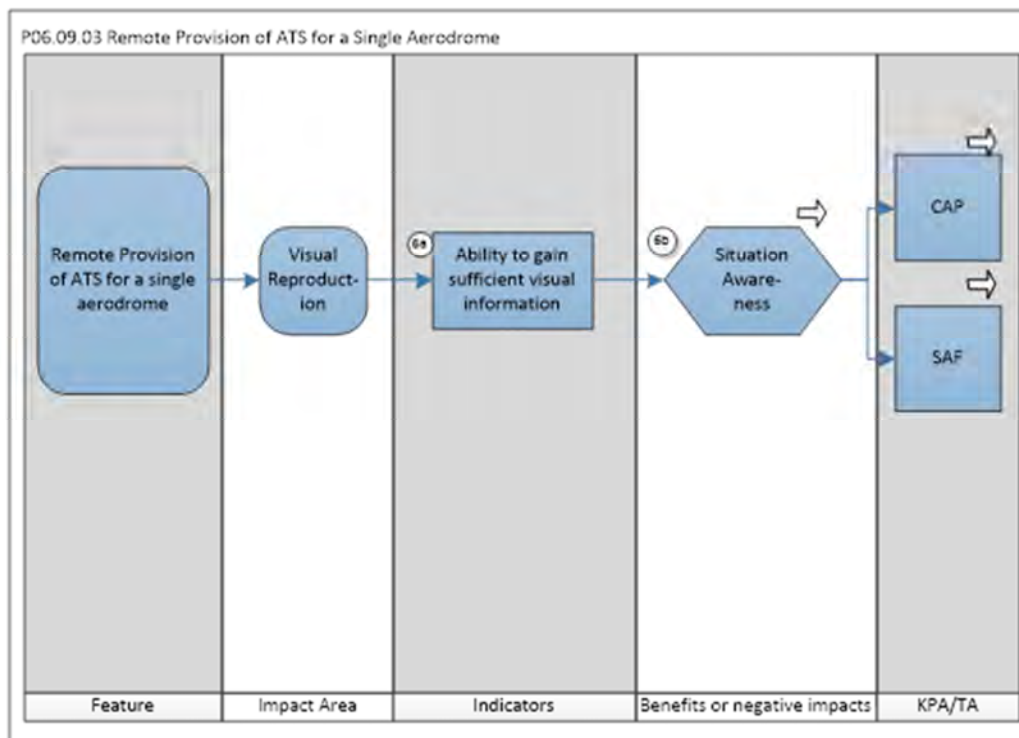 P06.09.03 Remote Provision of ATS for a Single Aerodrome
Remote Provision
of ATS for a single
aerodrome
Visual
Reproduct-
ion
6a
Ability to gain
sufficient visual
information
6b
Situation
Aware-
ness
CAP
SAF
Feature
Impact Area
Indicators
Benefits or negative impacts
KPA/TA